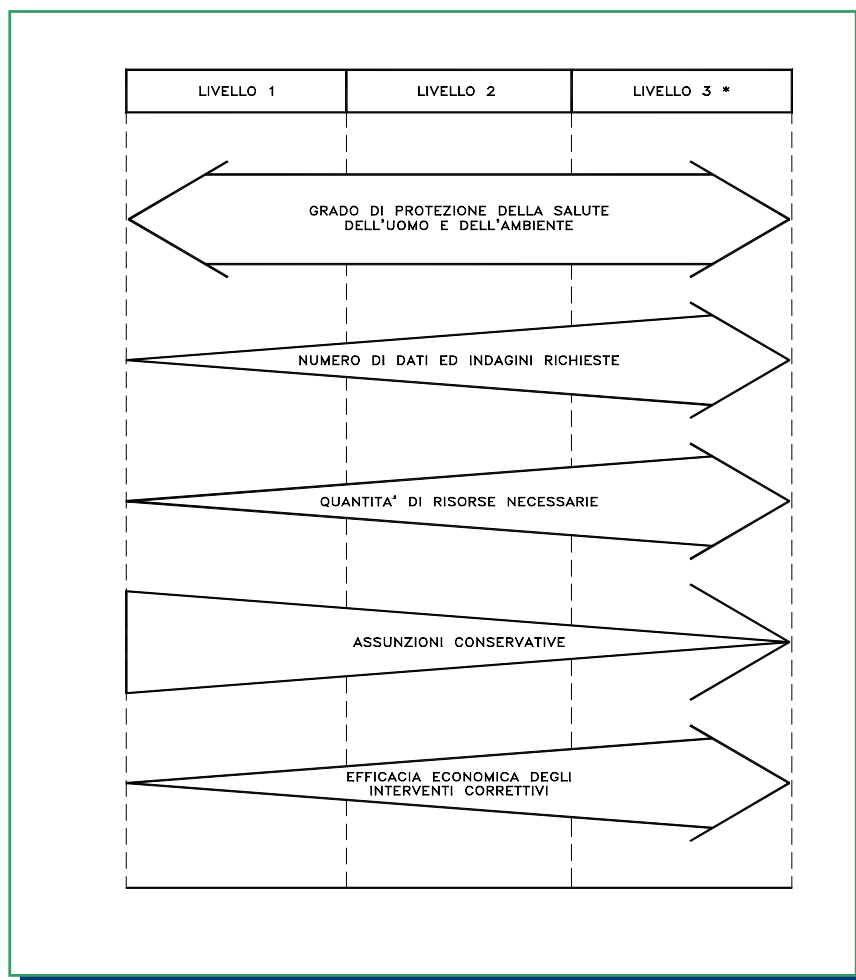 LIVELLO 1
LIVELLO 2
LIVELLO 3 *
GRADO DI PROTEZIONE DELLA SALUTE
DELL'UOMO E DELL'AMBIENTE
NUMERO DI DATI ED INDAGINI RICHIESTE
QUANTITA' DI RISORSE NECESSARIE
ASSUNZIONI CONSERVATIVE
EFFICACIA ECONOMICA DEGLI
INTERVENTI CORRETTIVI